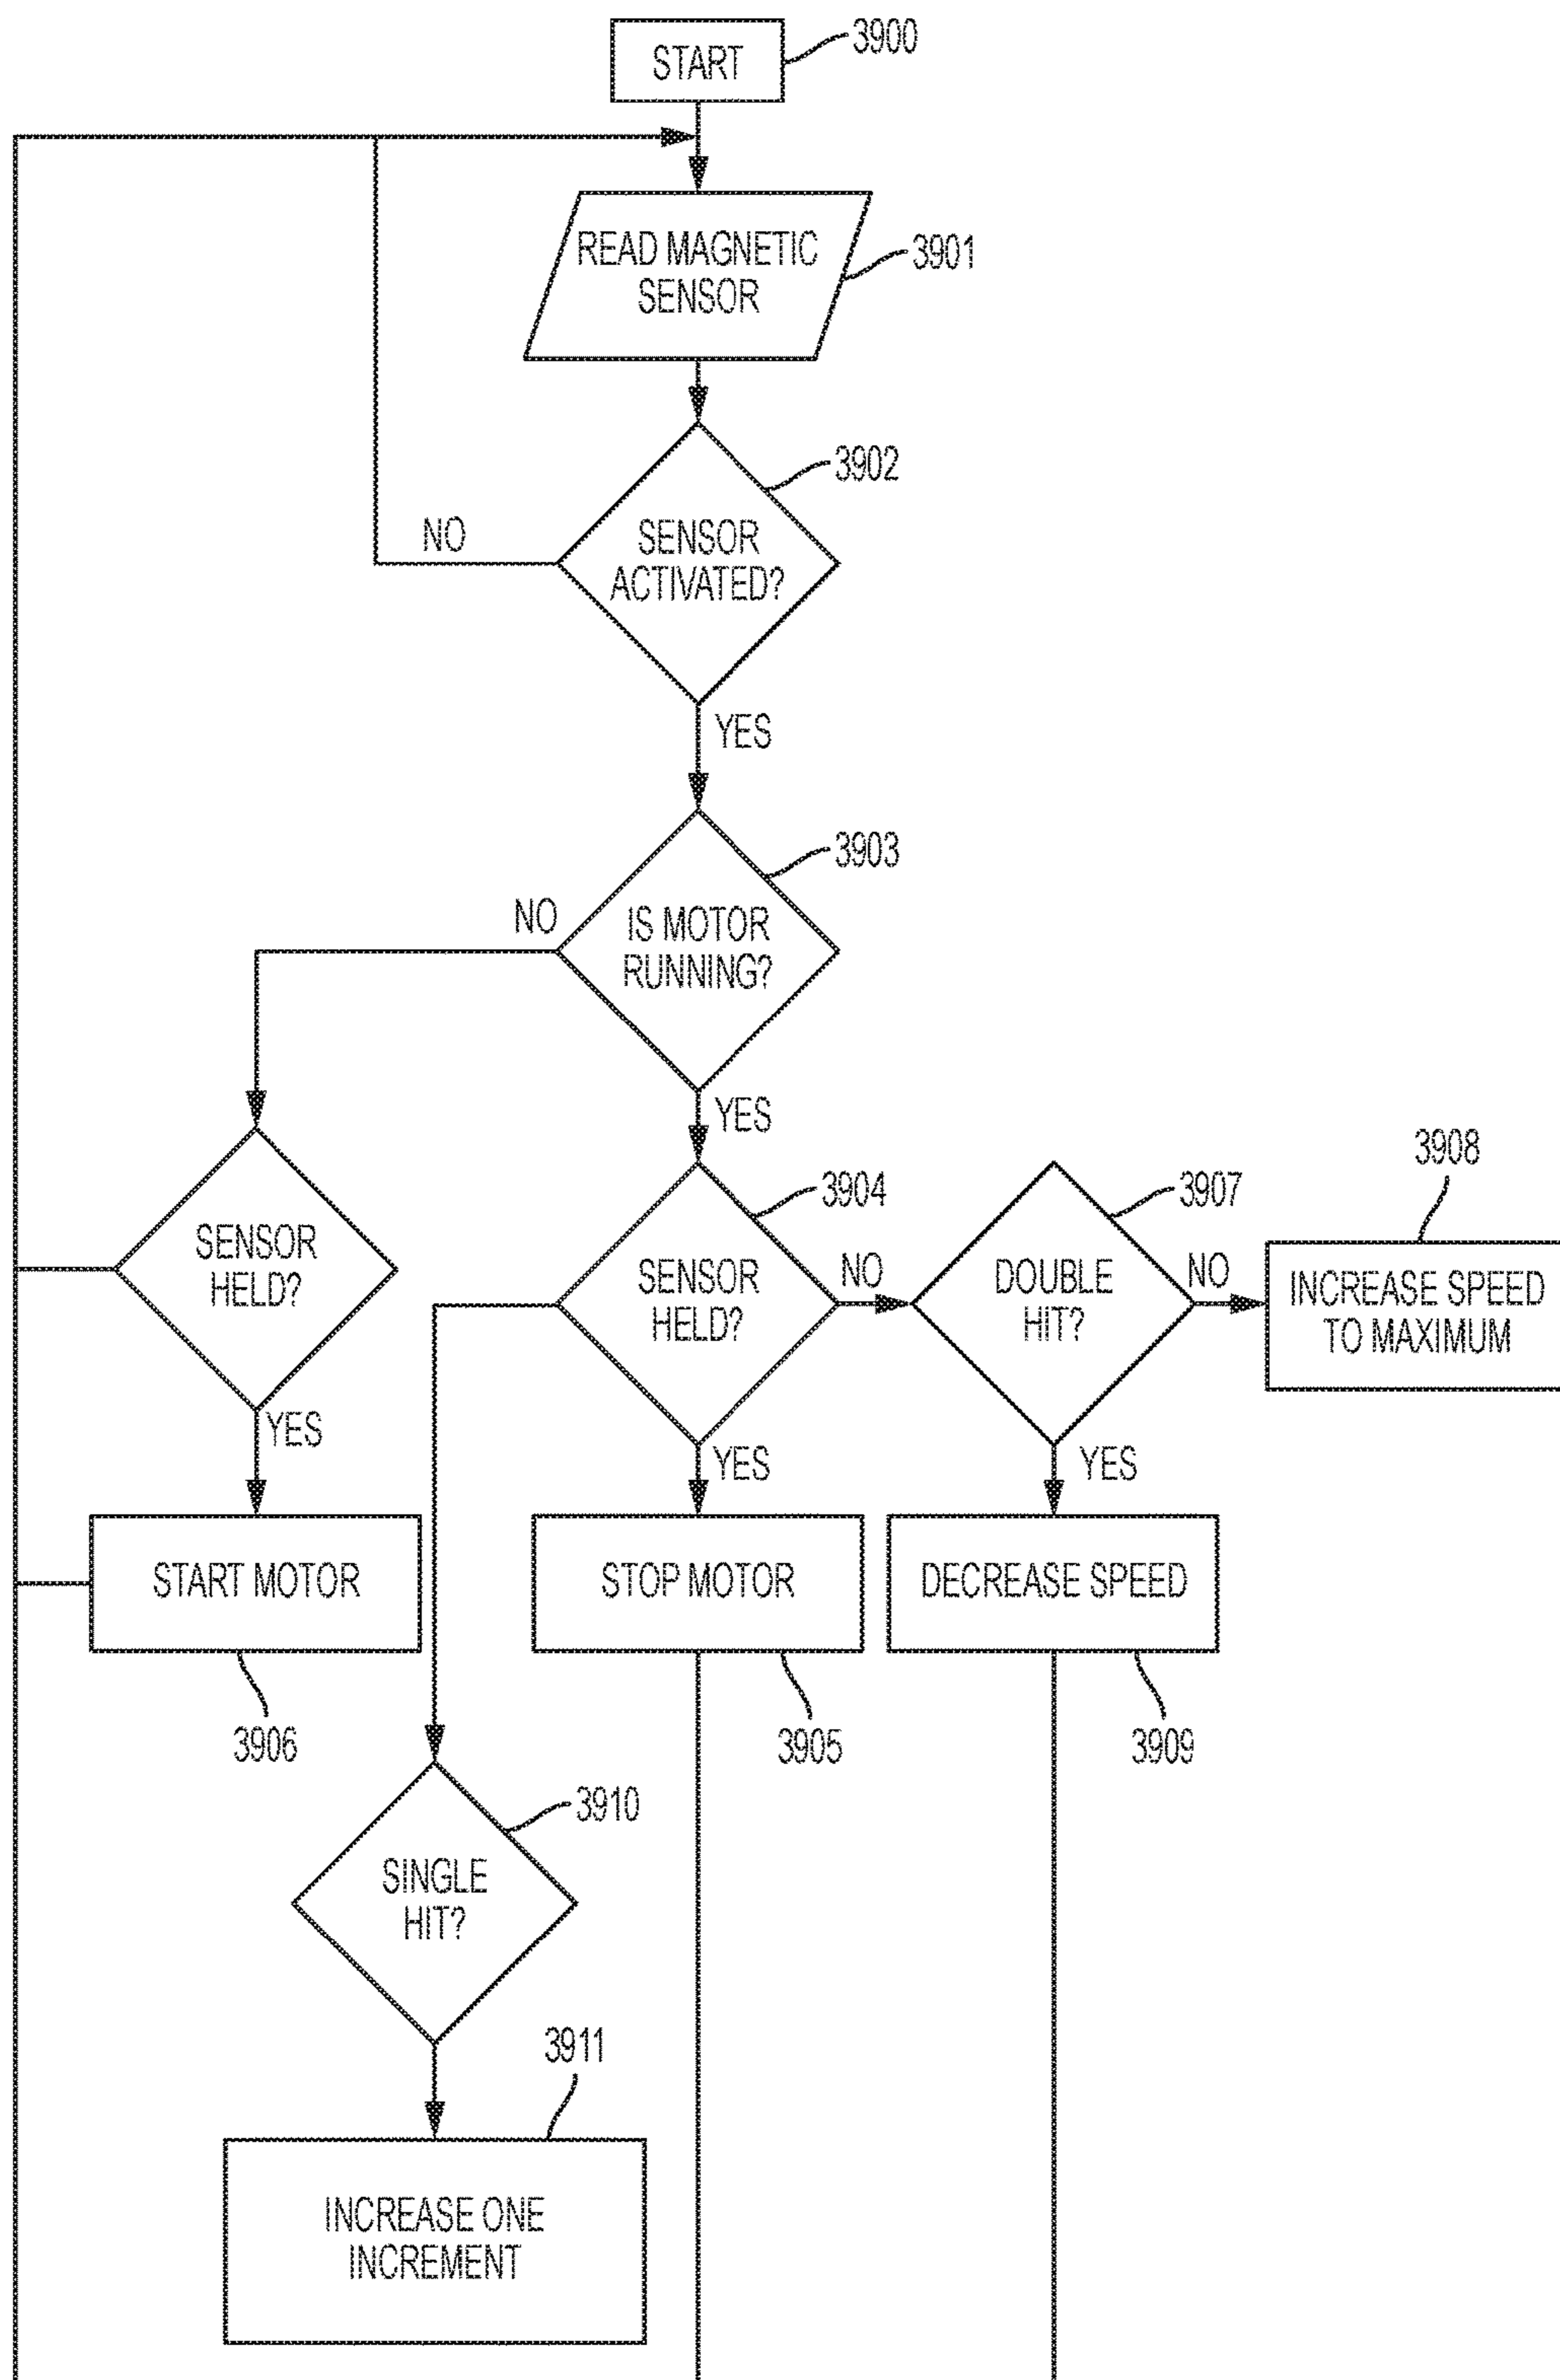 START
3900
READ MAGNETIC
SENSOR
3901
3902
SENSOR
ACTIVATED?
NO
YES
3903
IS MOTOR
RUNNING?
NO
YES
SENSOR
HELD?
YES
3904
SENSOR
HELD?
NO
YES
3907
DOUBLE
HIT?
NO
YES
3908
INCREASE SPEED
TO MAXIMUM
START MOTOR
3906
STOP MOTOR
3905
DECREASE SPEED
3909
3910
SINGLE
HIT?
3911
INCREASE ONE
INCREMENT